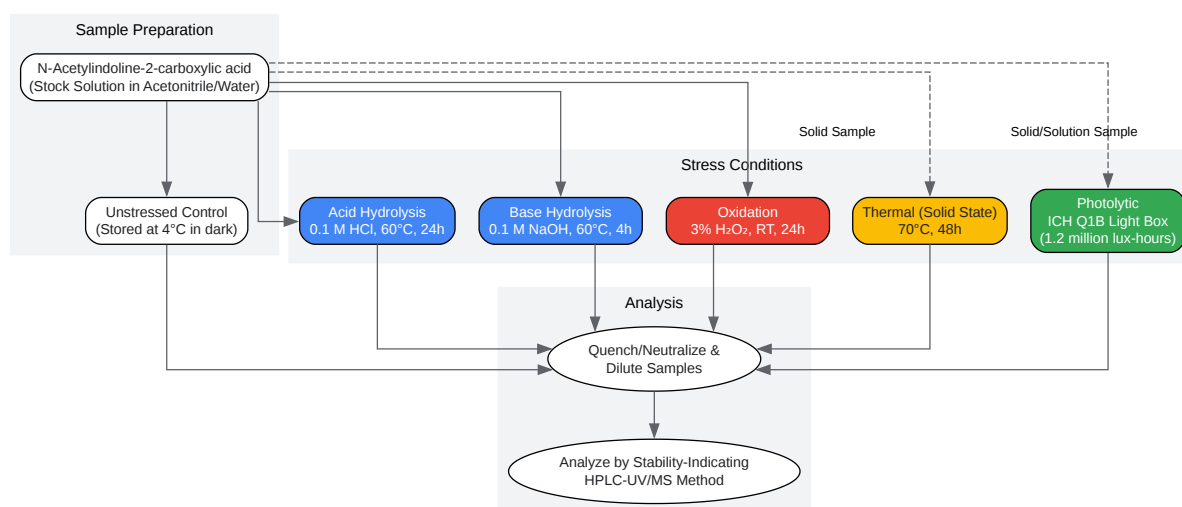 Sample Preparation
N-Acetylindoline-2-carboxylic acid
(Stock Solution in Acetonitrile/Water)
Solid Sample
Solid/Solution Sample
Stress Conditions
Unstressed Control
(Stored at 4°C in dark)
Acid Hydrolysis
0.1 M HCl, 60°C, 24h
Base Hydrolysis
0.1 M NaOH, 60°C, 4h
Oxidation
3% H₂O₂, RT, 24h
Thermal (Solid State)
70°C, 48h
Photolytic
ICH Q1B Light Box
(1.2 million lux-hours)
Analysis
Quench/Neutralize &
Dilute Samples
Analyze by Stability-Indicating
HPLC-UV/MS Method